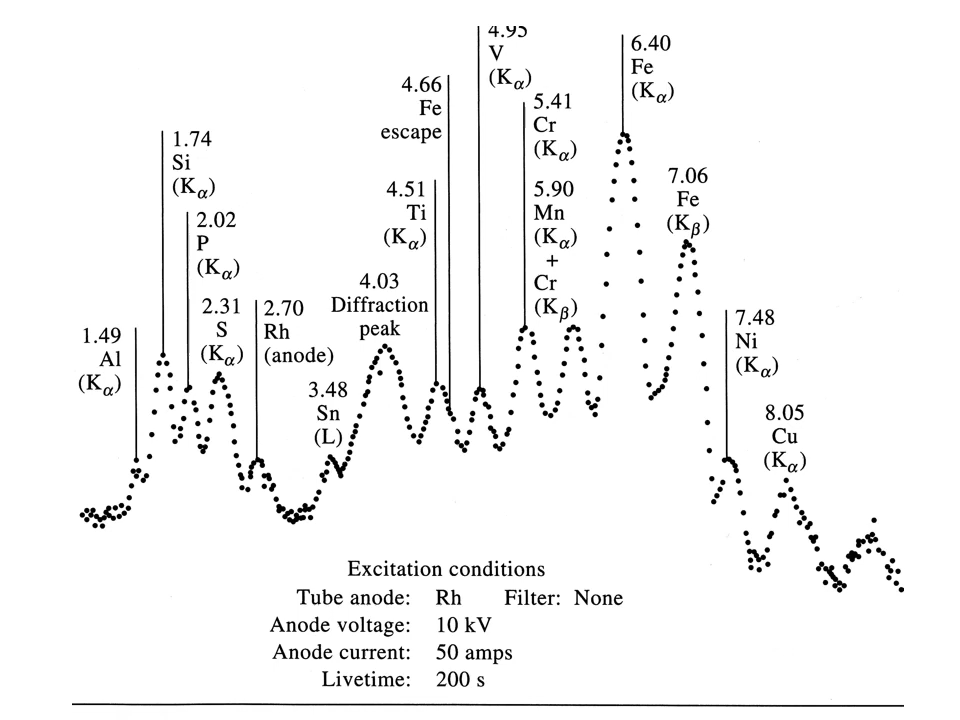 1.49
Al
(Kα)
1.74
Si
(Kα)
2.02
P
(Kα)
2.31
S
(Kα)
2.70
Rh
(anode)
3.48
Sn
(L)
4.03
Diffraction
peak
4.51
Ti
(Kα)
4.66
Fe
escape
4.95
V
(Kα)
5.41
Cr
(Kα)
5.90
Mn
(Kα)
+
Cr
(Kβ)
6.40
Fe
(Kα)
7.06
Fe
(Kβ)
7.48
Ni
(Kα)
8.05
Cu
(Kα)
Excitation conditions
Tube anode: Rh Filter: None
Anode voltage: 10 kV
Anode current: 50 amps
Livetime: 200 s